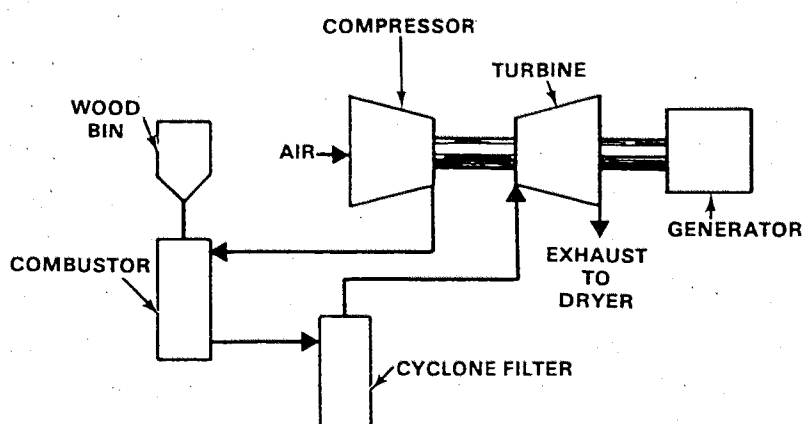 COMPRESSOR
TURBINE
WOOD
BIN
AIR
GENERATOR
EXHAUST
TO
DRYER
COMBUSTOR
CYCLONE FILTER